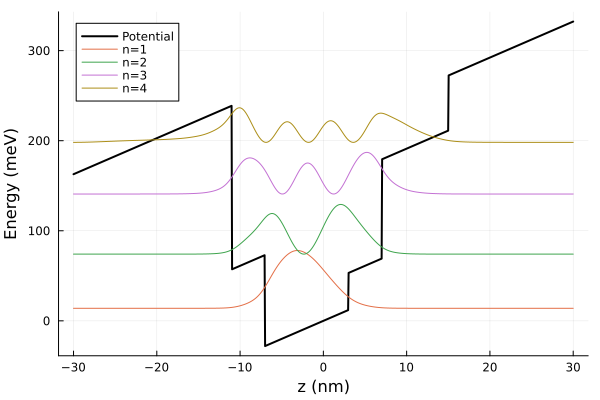 Energy (meV)
300
200
100
0
Potential
n=1
n=2
n=3
n=4
−30 −20 −10 0 10 20 30
z (nm)